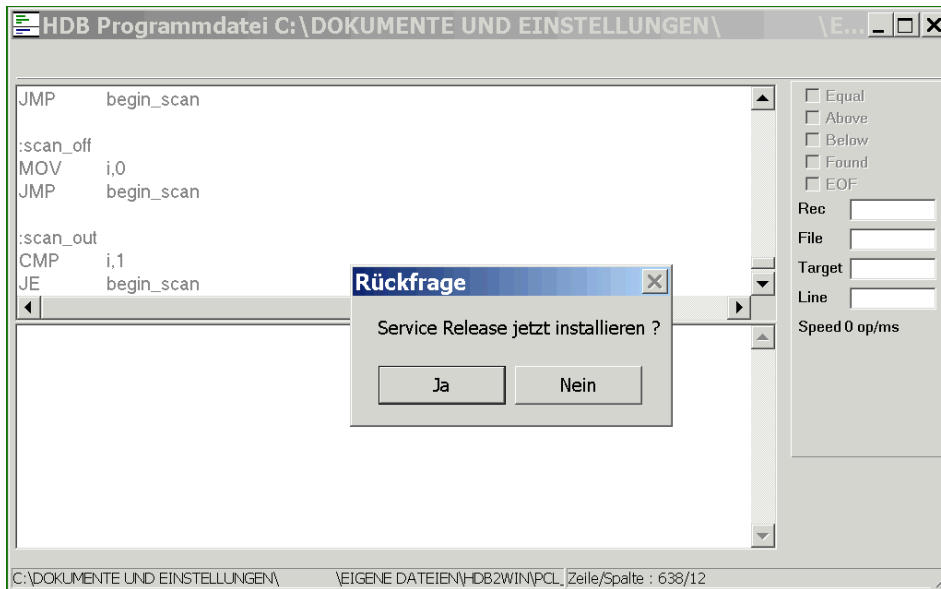 HDB Programmdatei C:\DOKUMENTE UND EINSTELLUNGEN\ \E...
JMP begin_scan
:scan_off
MOV i,0
JMP begin_scan
:scan_out
CMP i,1
JE begin_scan
Equal
Above
Below
Found
EOF
Rec
File
Target
Line
Speed 0 op/ms
Rückfrage
Service Release jetzt installieren ?
Ja
Nein
C:\DOKUMENTE UND EINSTELLUNGEN\ \EIGENE DATEIEN\HDB2WIN\PCL_ Zeile/Spalte : 638/12